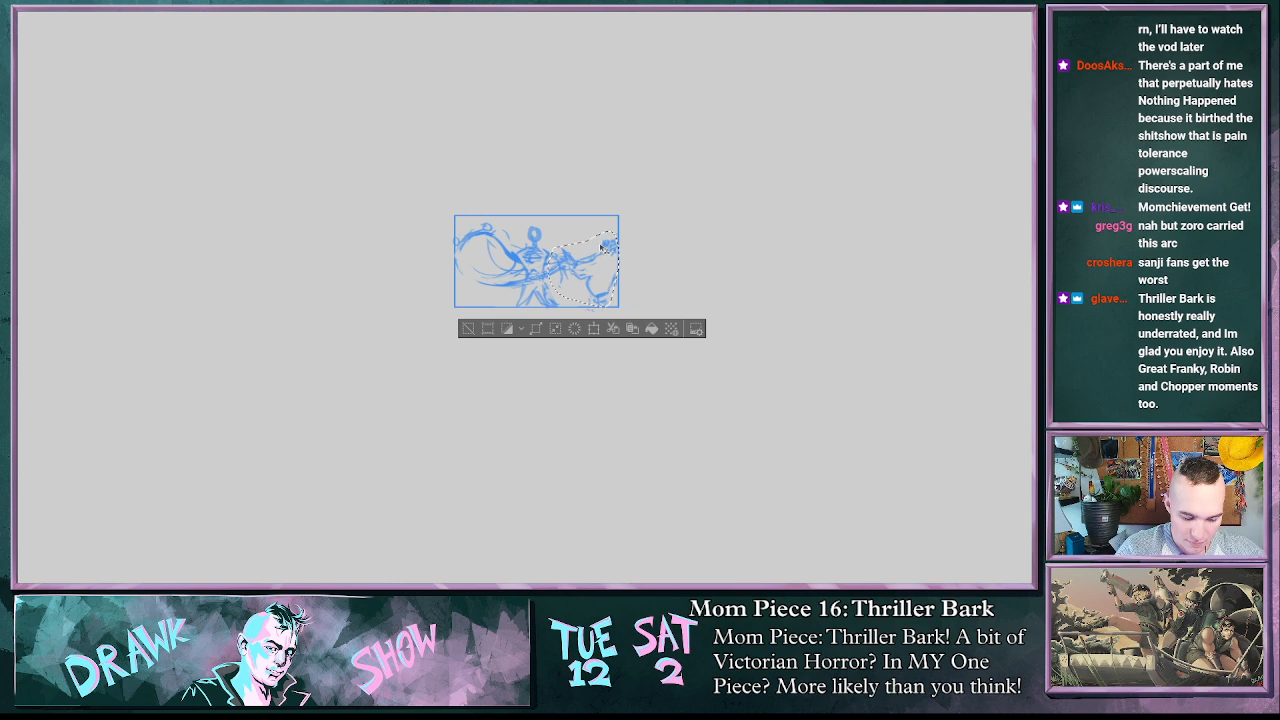 rn, I'll have to watch
the vod later
DoosAks... There's a part of me
that perpetually hates
Nothing Happened
because it birthed the
shitshow that is pain
tolerance
powerscaling
discourse.
kris... Momchievement Get!
greg3g nah but zoro carried
this arc
croshera sanji fans get the
worst
glave... Thriller Bark is
honestly really
underrated, and Im
glad you enjoy it. Also
Great Franky, Robin
and Chopper moments
too.
DRAWK SHOW
TUE SAT
12 2
Mom Piece 16: Thriller Bark
Mom Piece: Thriller Bark! A bit of
Victorian Horror? In MY One
Piece? More likely than you think!